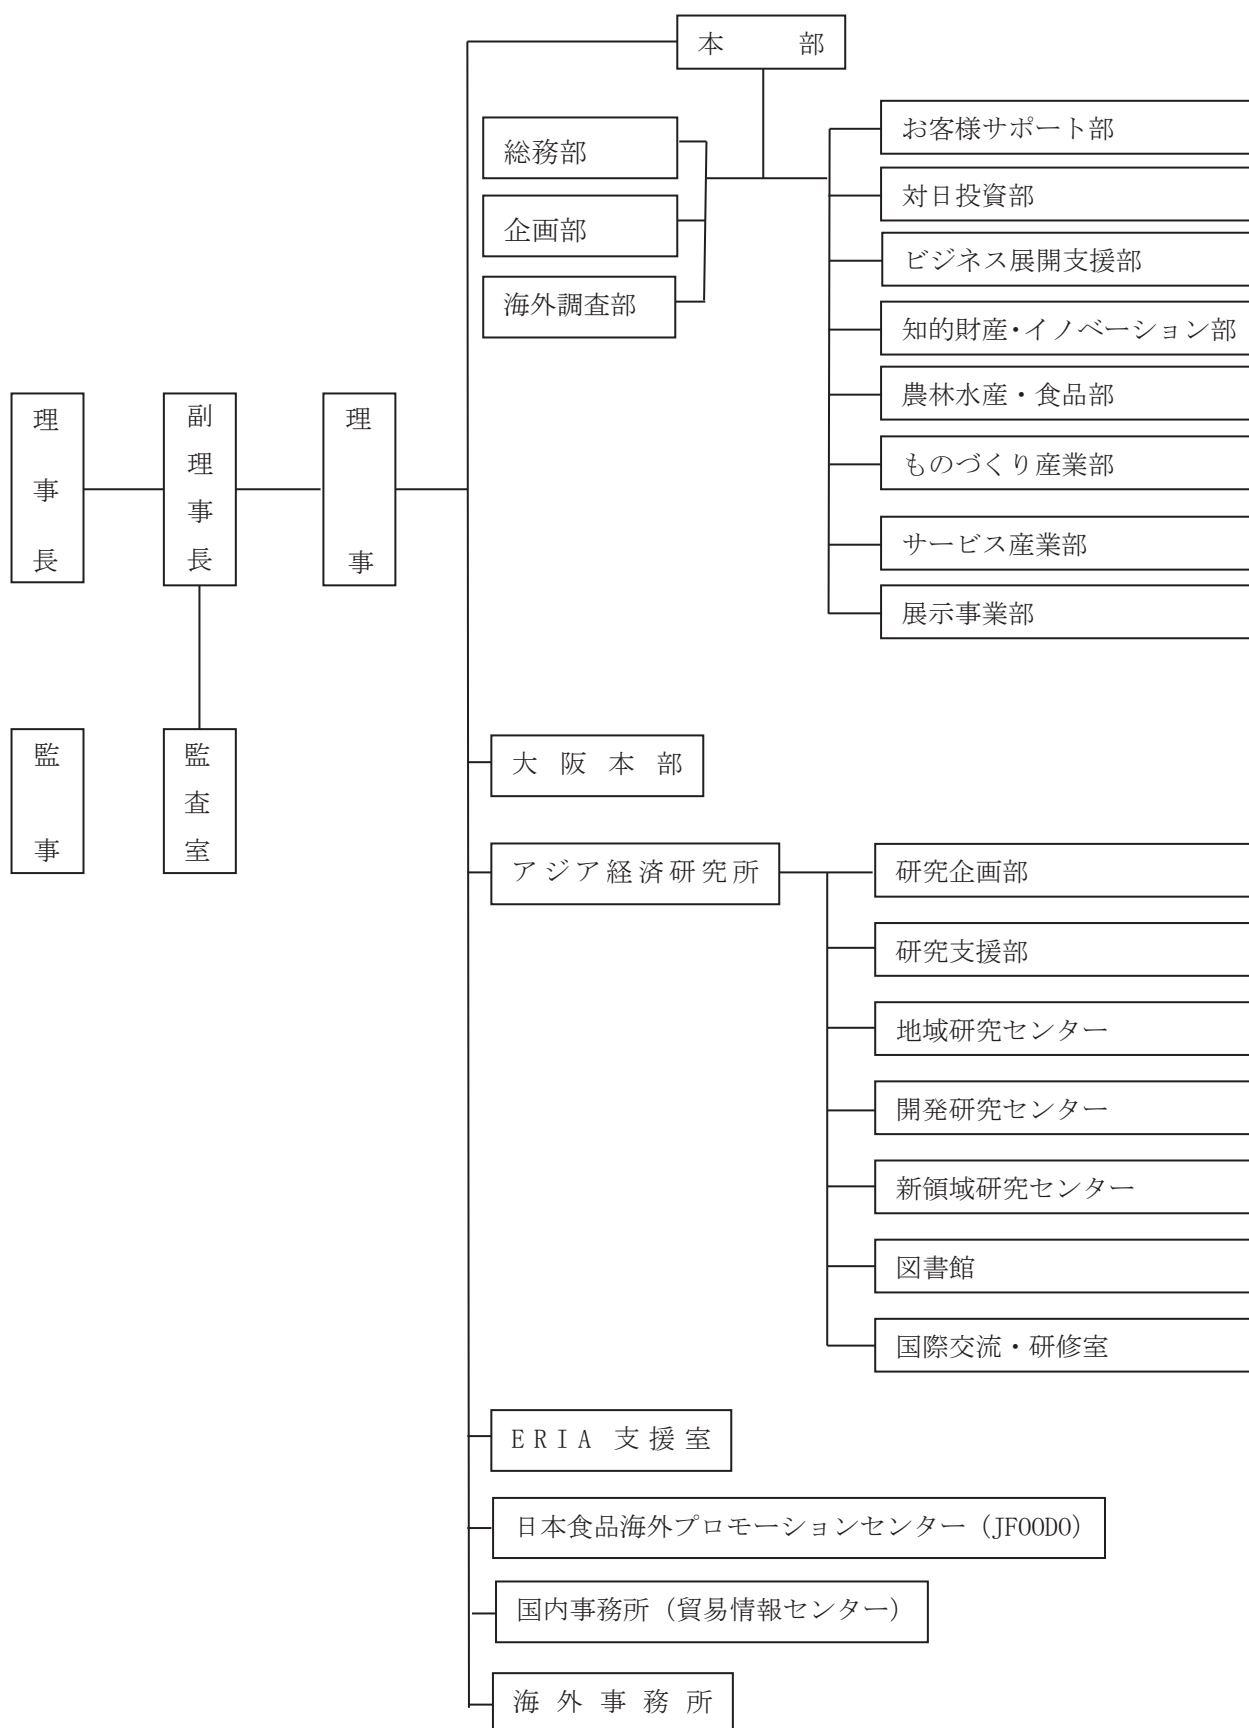 本部
総務部
企画部
海外調査部
お客様サポート部
対日投資部
ビジネス展開支援部
知的財産・イノベーション部
農林水産・食品部
ものづくり産業部
サービス産業部
展示事業部
理事長
副理事長
理事
監事
監査室
大阪本部
アジア経済研究所
研究企画部
研究支援部
地域研究センター
開発研究センター
新領域研究センター
図書館
国際交流・研修室
ERIA 支援室
日本食品海外プロモーションセンター（JFOODO）
国内事務所（貿易情報センター）
海外事務所